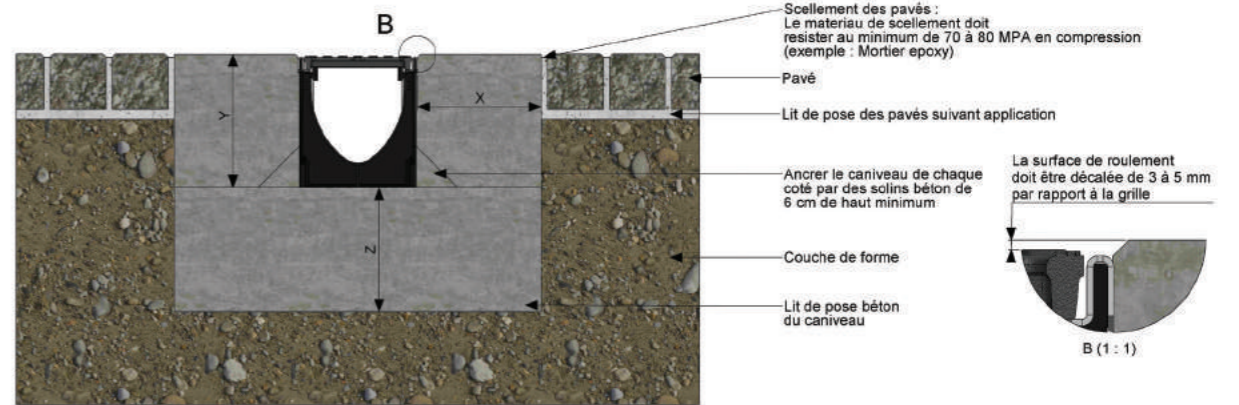 B
Scellement des pavés :
Le materiau de scellement doit
resister au minimum de 70 à 80 MPA en compression
(exemple : Mortier epoxy)
Pavé
Lit de pose des pavés suivant application
Y
X
Ancrer le caniveau de chaque
coté par des solins béton de
6 cm de haut minimum
Z
Couche de forme
Lit de pose béton
du caniveau
La surface de roulement
doit être décalée de 3 à 5 mm
par rapport à la grille
B (1 : 1)